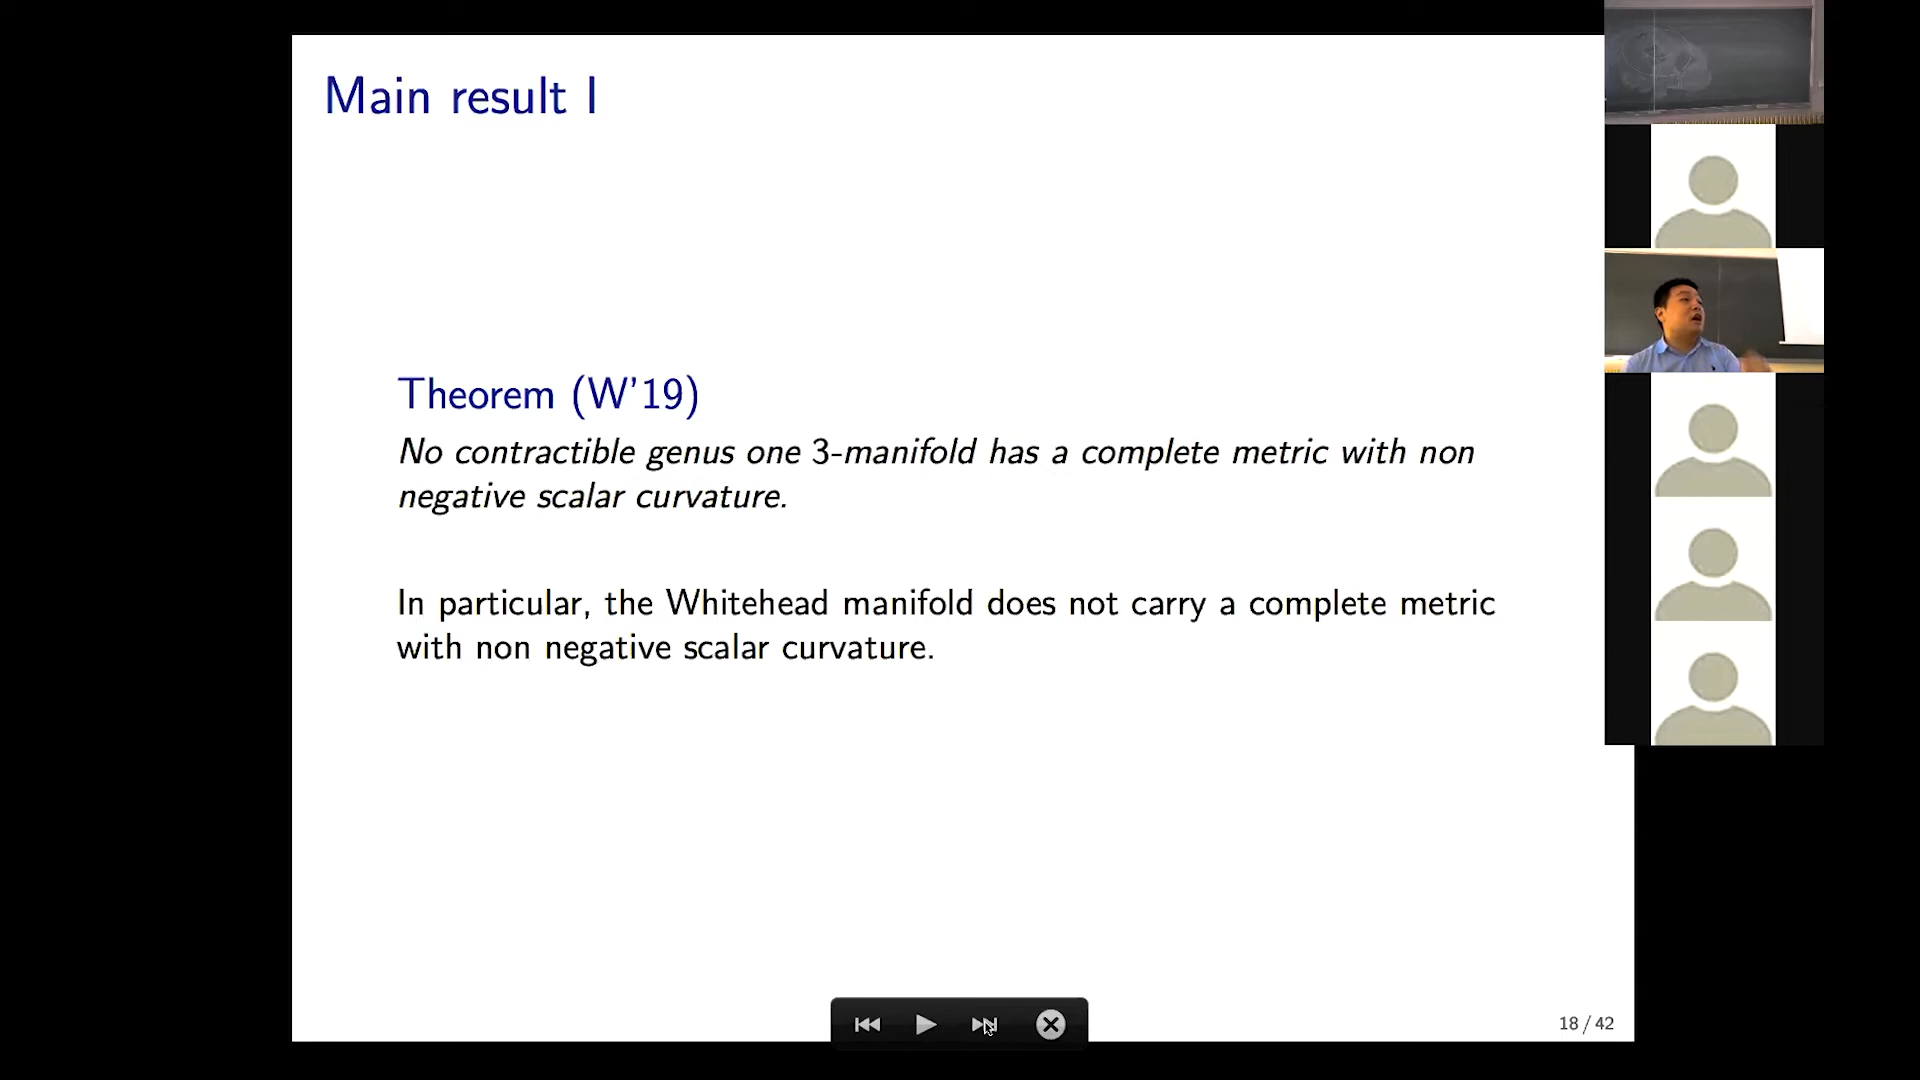 Main result I
Theorem (W’19)
No contractible genus one 3-manifold has a complete metric with non
negative scalar curvature.
In particular, the Whitehead manifold does not carry a complete metric
with non negative scalar curvature.
18 / 42